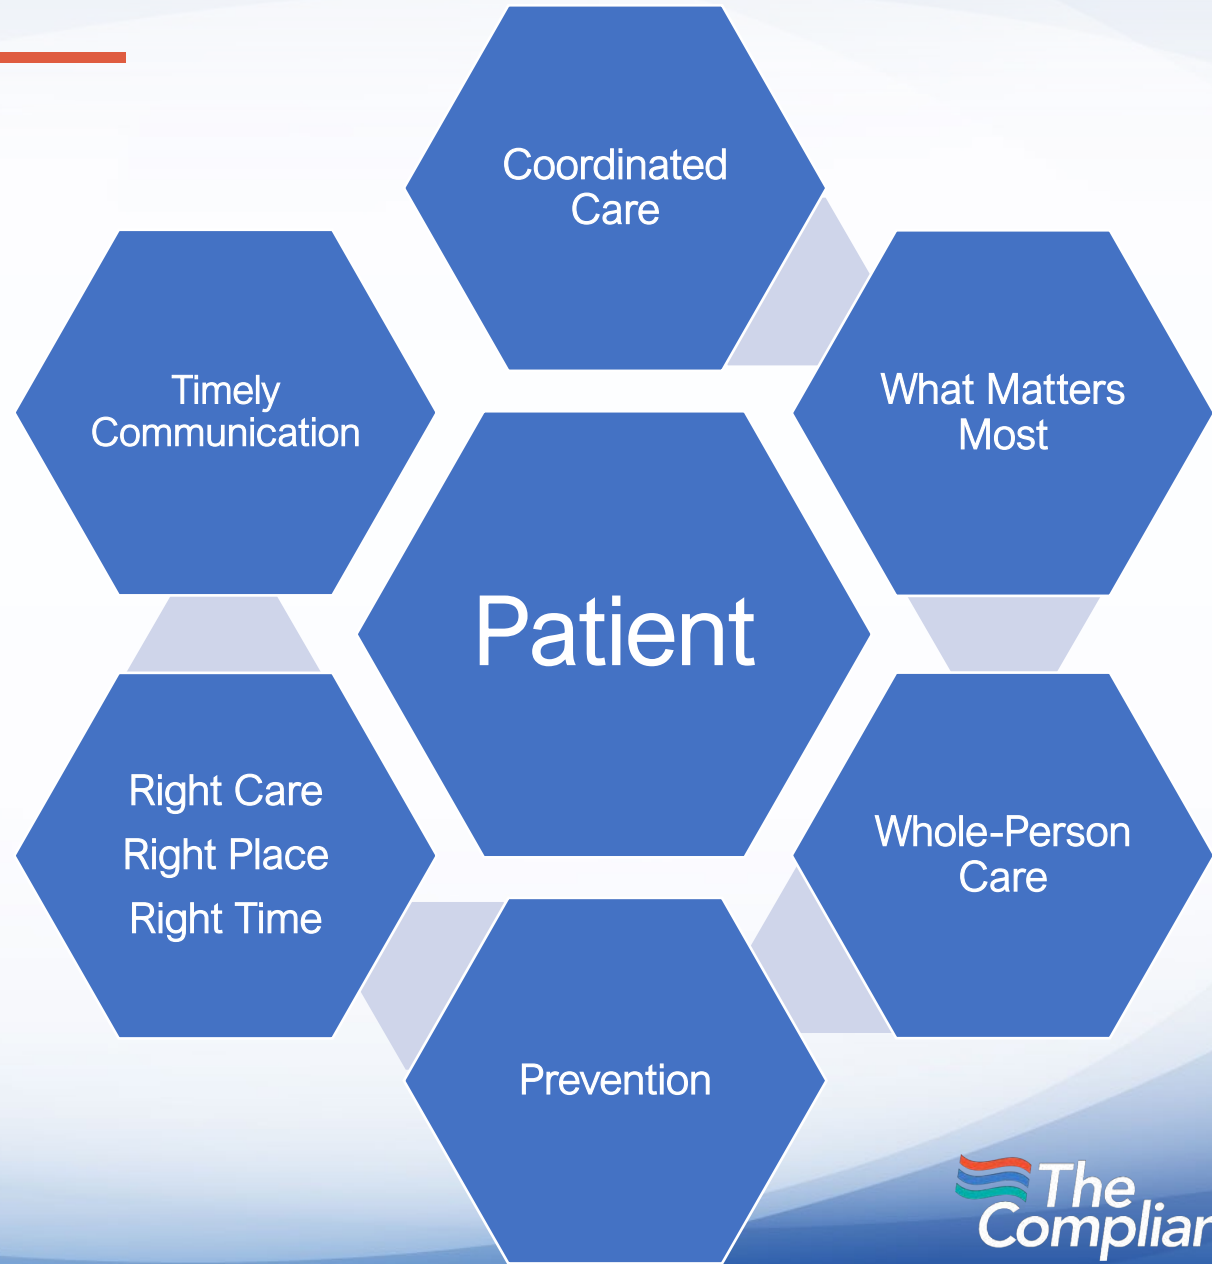 Coordinated
Care
Timely
Communication
What Matters
Most
Patient
Right Care
Right Place
Right Time
Whole-Person
Care
Prevention
The